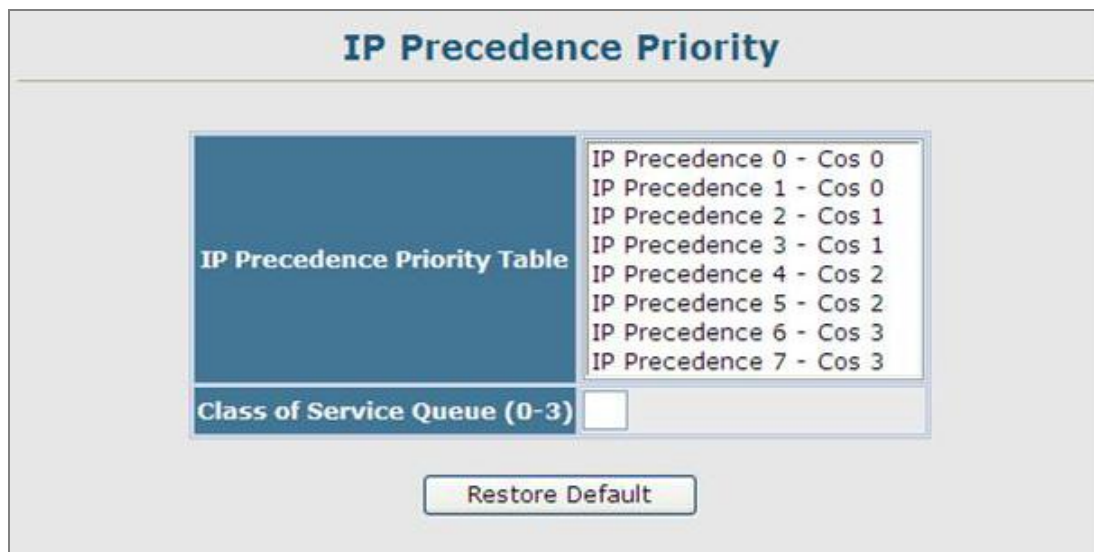 IP Precedence Priority
IP Precedence Priority Table
IP Precedence 0 - Cos 0
IP Precedence 1 - Cos 0
IP Precedence 2 - Cos 1
IP Precedence 3 - Cos 1
IP Precedence 4 - Cos 2
IP Precedence 5 - Cos 2
IP Precedence 6 - Cos 3
IP Precedence 7 - Cos 3
Class of Service Queue (0-3)
Restore Default